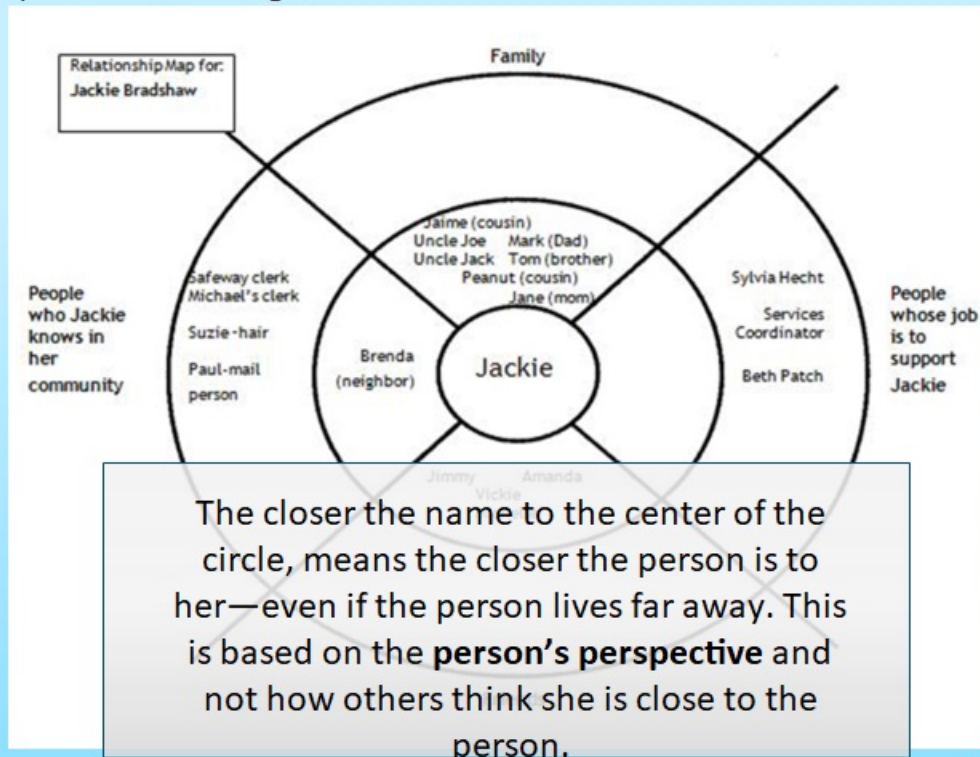 Family
Relationship Map for:
Jackie Bradshaw
Jaime (cousin)
Uncle Joe Mark (Dad)
Uncle Jack Tom (brother)
Peanut (cousin)
Jane (mom)
People
who Jackie
knows in
her
community
Safeway clerk
Michael's clerk
Suzie-hair
Paul-mail
person
Brenda
(neighbor)
Jackie
Sylvia Hecht
Services
Coordinator
Beth Patch
People
whose job
is to
support
Jackie
Jimmy Amanda
Vickie
The closer the name to the center of the
circle, means the closer the person is to
her—even if the person lives far away. This
is based on the person's perspective and
not how others think she is close to the
person.